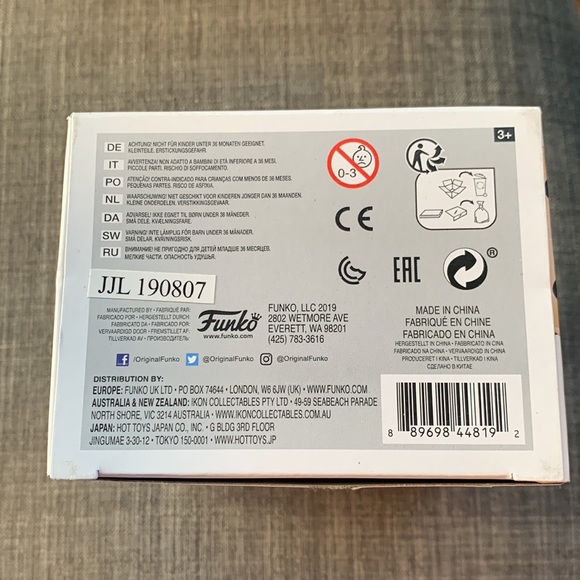 3+
DE ACHTUNG! NICHT FÜR KINDER UNTER 36 MONATEN GEEIGNET.
KLEINTEILE. ERSTICKUNGSGEFAHR.
IT AVVERTENZA! NON ADATTO A BAMBINI DI ETÀ INFERIORE A 36 MESI.
PICCOLE PARTI. RISCHIO DI SOFFOCAMENTO.
PO ATENÇÃO! CONTRA-INDICADO PARA CRIANÇAS COM MENOS DE 36 MESES.
PEQUENAS PARTES. RISCO DE ASFIXIA.
NL WAARSCHUWING! NIET GESCHIKT VOOR KINDEREN JONGER DAN 36 MAANDEN.
KLEINE ONDERDELEN. VERSTIKKINGSGEVAAR.
DA ADVARSEL! IKKE EGNET TIL BØRN UNDER 36 MÅNEDER.
SMÅ DELE. KVÆLNINGSFARE.
SW VARNING! INTE LÄMPLIG FÖR BARN UNDER 36 MÅNADER.
SMÅ DELAR. KVÄVNINGSRISK.
RU ВНИМАНИЕ! НЕ ПРИГОДНО ДЛЯ ДЕТЕЙ МЛАДШЕ 36 МЕСЯЦЕВ.
МЕЛКИЕ ЧАСТИ. ОПАСНОСТЬ УДУШЬЯ.
0-3
CE
EAC
®
JJL 190807
MANUFACTURED BY • FABRIQUÉ PAR
FABRICADO POR • HERGESTELLT DURCH
FABRICATO DA • FABRICADO POR
VERVAARDIGD DOOR • FREMSTILLET AF
TILLVERKAD AV • ПРОИЗВОДИТЕЛЬ
Funko
www.funko.com
FUNKO, LLC 2019
2802 WETMORE AVE
EVERETT, WA 98201
(425) 783-3616
MADE IN CHINA
FABRIQUÉ EN CHINE
FABRICADO EN CHINA
HERGESTELLT IN CHINA • FABBRICATO IN CINA
FABRICADO NA CHINA • VERVAARDIGD IN CHINA
PRODUCERET I KINA • TILLVERKAD I KINA
СДЕЛАНО В КИТАЕ
/OriginalFunko @OriginalFunko @OriginalFunko
DISTRIBUTION BY:
EUROPE: FUNKO UK LTD • PO BOX 74644 • LONDON, W6 6JW (UK) • WWW.FUNKO.COM
AUSTRALIA & NEW ZEALAND: IKON COLLECTABLES PTY LTD • 49-59 SEABEACH PARADE
NORTH SHORE, VIC 3214 AUSTRALIA • WWW.IKONCOLLECTABLES.COM.AU
JAPAN: HOT TOYS JAPAN CO., INC. • G BLDG 3RD FLOOR
JINGUMAE 3-30-12 • TOKYO 150-0001 • WWW.HOTTOYS.JP
8 89698 44819 2